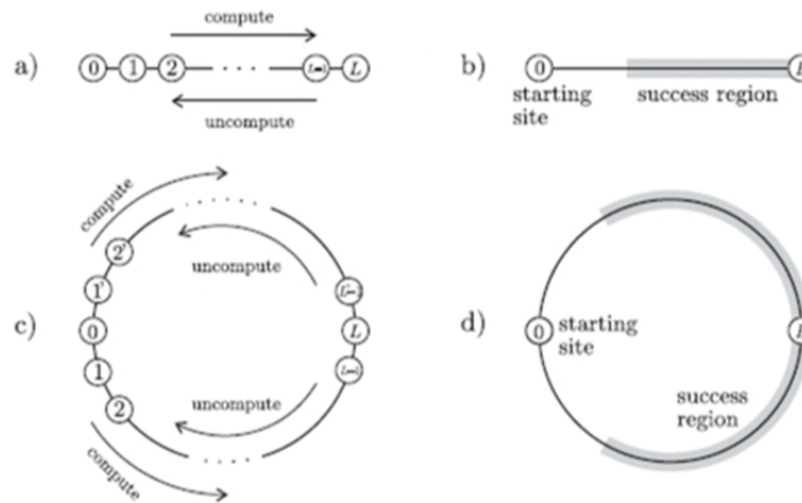 compute
a) 0 1 2 · · · L-1 L
uncompute
b) 0
starting success region
site
compute
2'
1'
uncompute
c) 0 L
1
2
uncompute
compute
d) 0 starting
site
success
region